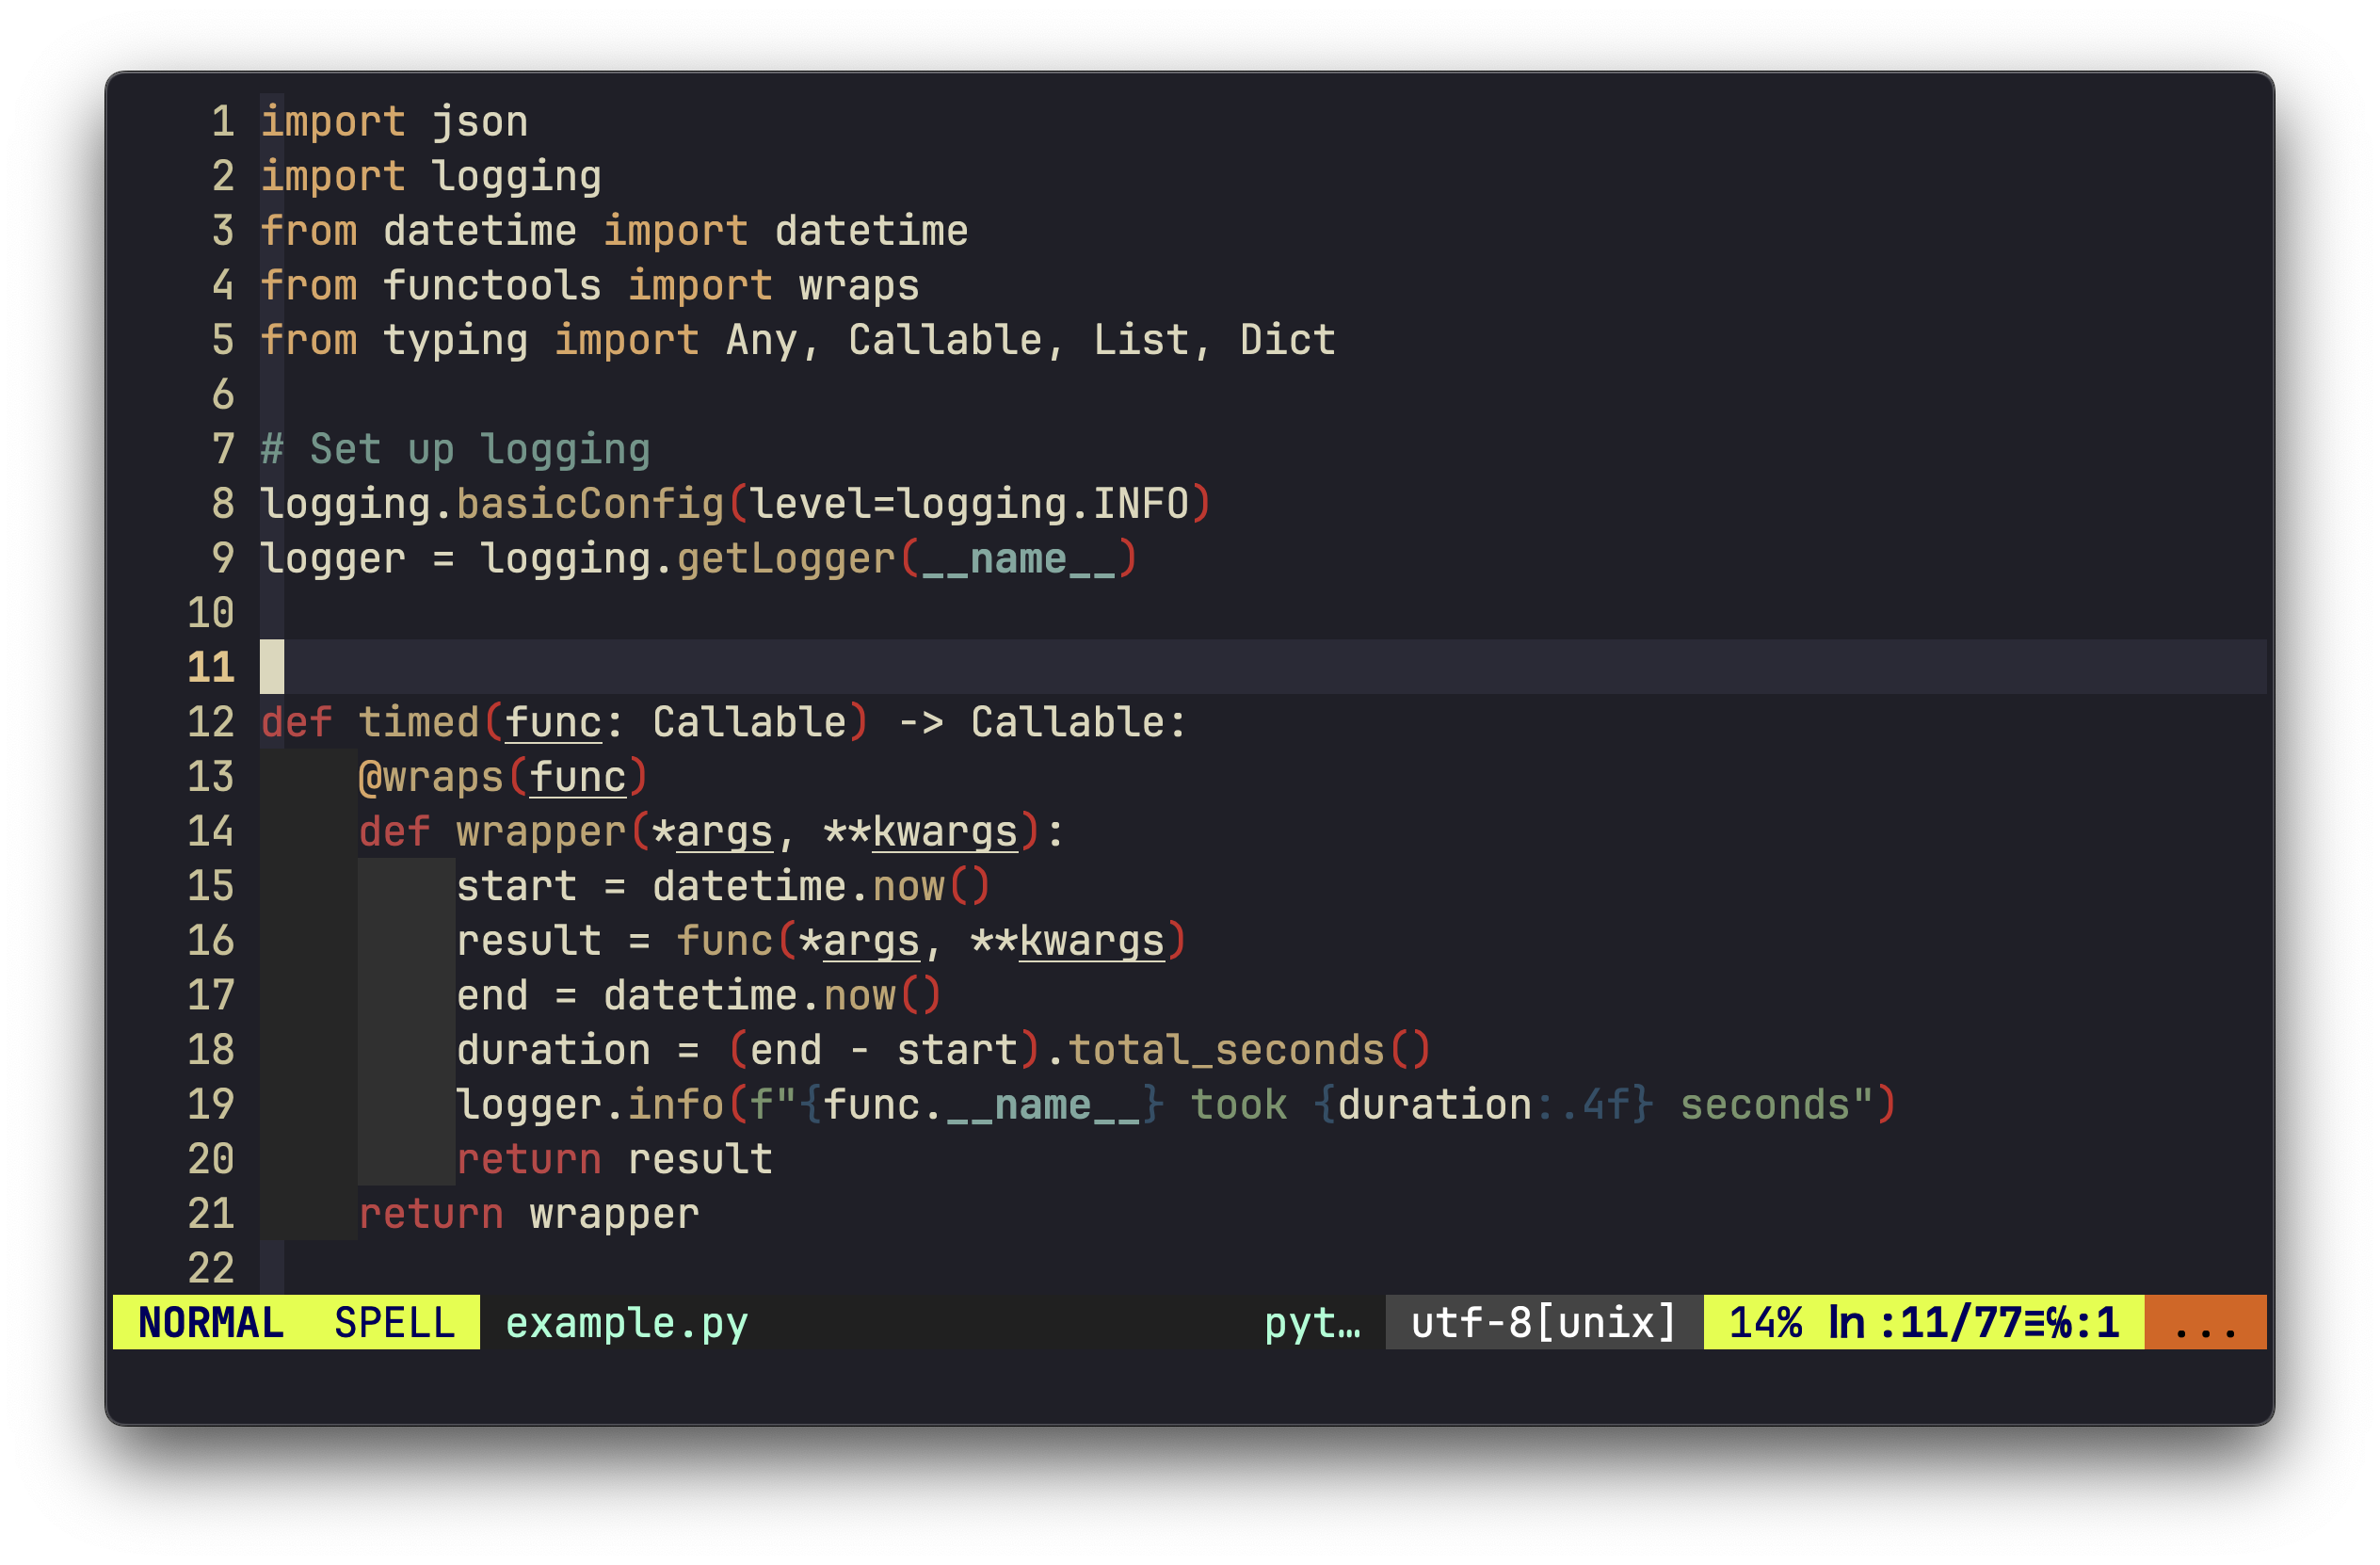 1 import json
2 import logging
3 from datetime import datetime
4 from functools import wraps
5 from typing import Any, Callable, List, Dict
6
7 # Set up logging
8 logging.basicConfig(level=logging.INFO)
9 logger = logging.getLogger(__name__)
10
11
12 def timed(func: Callable) -> Callable:
13     @wraps(func)
14     def wrapper(*args, **kwargs):
15         start = datetime.now()
16         result = func(*args, **kwargs)
17         end = datetime.now()
18         duration = (end - start).total_seconds()
19         logger.info(f"{func.__name__} took {duration:.4f} seconds")
20         return result
21     return wrapper
22
NORMAL SPELL example.py pyt… utf-8[unix] 14% ln :11/77≡℅:1 ...